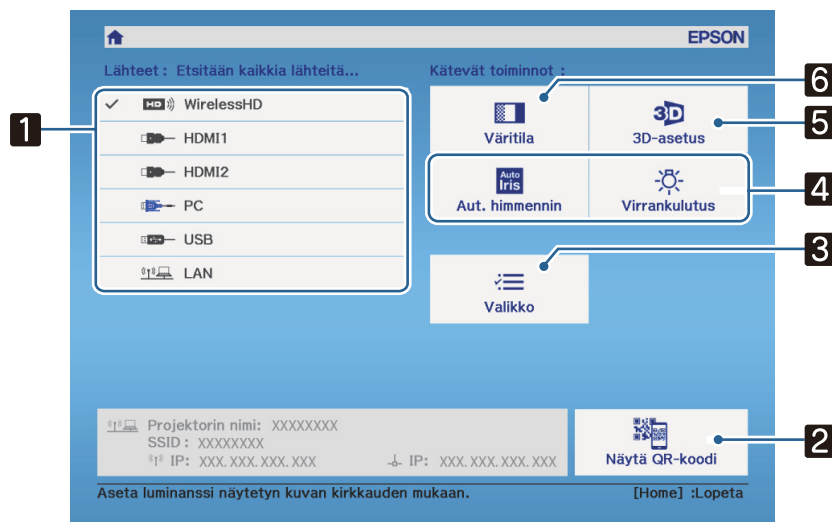 EPSON
Lähteet : Etsitään kaikkia lähteitä...
Kätevät toiminnot :
HD WirelessHD
HDMI1
HDMI2
PC
USB
LAN
1
Väritila
6
3D
3D-asetus
5
Auto
Iris
Aut. himmennin
Virrankulutus
4
Valikko
3
Projektorin nimi: XXXXXXXX
SSID : XXXXXXXX
IP: XXX. XXX. XXX. XXX
IP: XXX. XXX. XXX. XXX
Näytä QR-koodi
2
Aseta luminanssi näytetyn kuvan kirkkauden mukaan.
[Home] :Lopeta